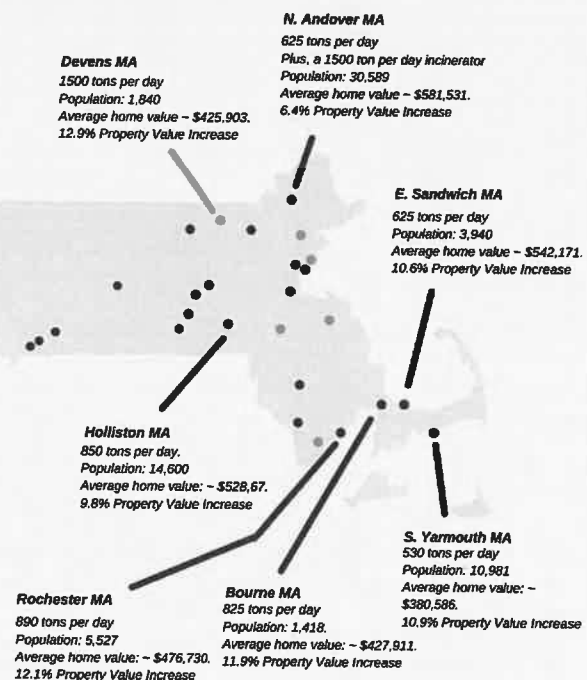 N. Andover MA
625 tons per day
Plus, a 1500 ton per day incinerator
Population: 30,589
Average home value ~ $581,531.
6.4% Property Value Increase
Devens MA
1500 tons per day
Population: 1,840
Average home value ~ $425,903.
12.9% Property Value Increase
E. Sandwich MA
625 tons per day
Population: 3,940
Average home value ~ $542,171.
10.6% Property Value Increase
Holliston MA
850 tons per day.
Population: 14,600
Average home value: ~ $528,67.
9.8% Property Value Increase
S. Yarmouth MA
530 tons per day
Population. 10,981
Average home value: ~
$380,586.
10.9% Property Value Increase
Rochester MA
890 tons per day
Population: 5,527
Average home value: ~ $476,730.
12.1% Property Value Increase
Bourne MA
825 tons per day
Population: 1,418.
Average home value: ~ $427,911.
11.9% Property Value Increase